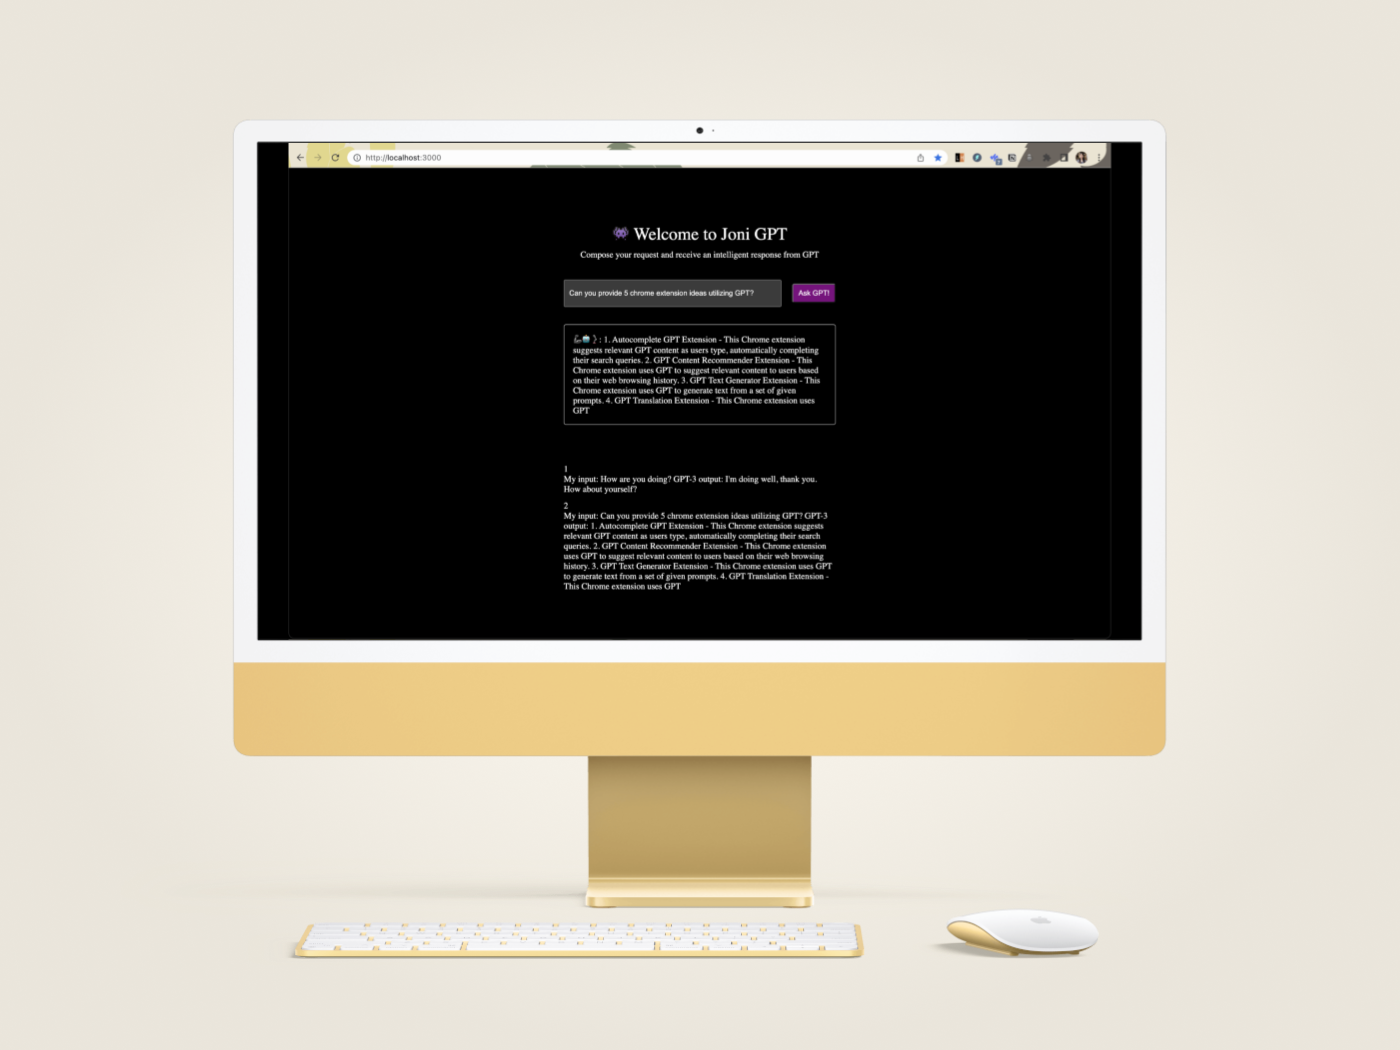 http://localhost:3000
👾 Welcome to Joni GPT
Compose your request and receive an intelligent response from GPT
Can you provide 5 chrome extension ideas utilizing GPT?
Ask GPT!
: 1. Autocomplete GPT Extension - This Chrome extension
suggests relevant GPT content as users type, automatically completing
their search queries. 2. GPT Content Recommender Extension - This
Chrome extension uses GPT to suggest relevant content to users based
on their web browsing history. 3. GPT Text Generator Extension - This
Chrome extension uses GPT to generate text from a set of given
prompts. 4. GPT Translation Extension - This Chrome extension uses
GPT
1
My input: How are you doing? GPT-3 output: I'm doing well, thank you.
How about yourself?
2
My input: Can you provide 5 chrome extension ideas utilizing GPT? GPT-3
output: 1. Autocomplete GPT Extension - This Chrome extension suggests
relevant GPT content as users type, automatically completing their search
queries. 2. GPT Content Recommender Extension - This Chrome extension
uses GPT to suggest relevant content to users based on their web browsing
history. 3. GPT Text Generator Extension - This Chrome extension uses GPT
to generate text from a set of given prompts. 4. GPT Translation Extension -
This Chrome extension uses GPT